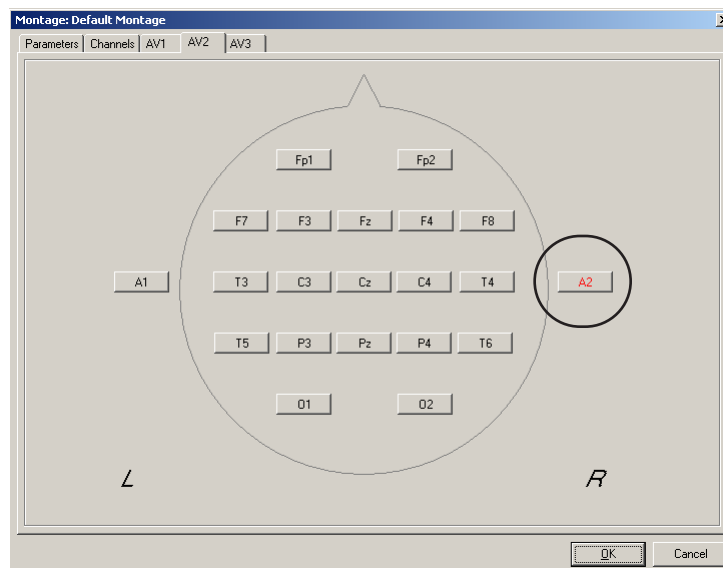 Montage: Default Montage
Parameters Channels AV1 AV2 AV3
Fp1 Fp2
F7 F3 Fz F4 F8
A1 T3 C3 Cz C4 T4 A2
T5 P3 Pz P4 T6
O1 O2
L R
OK Cancel